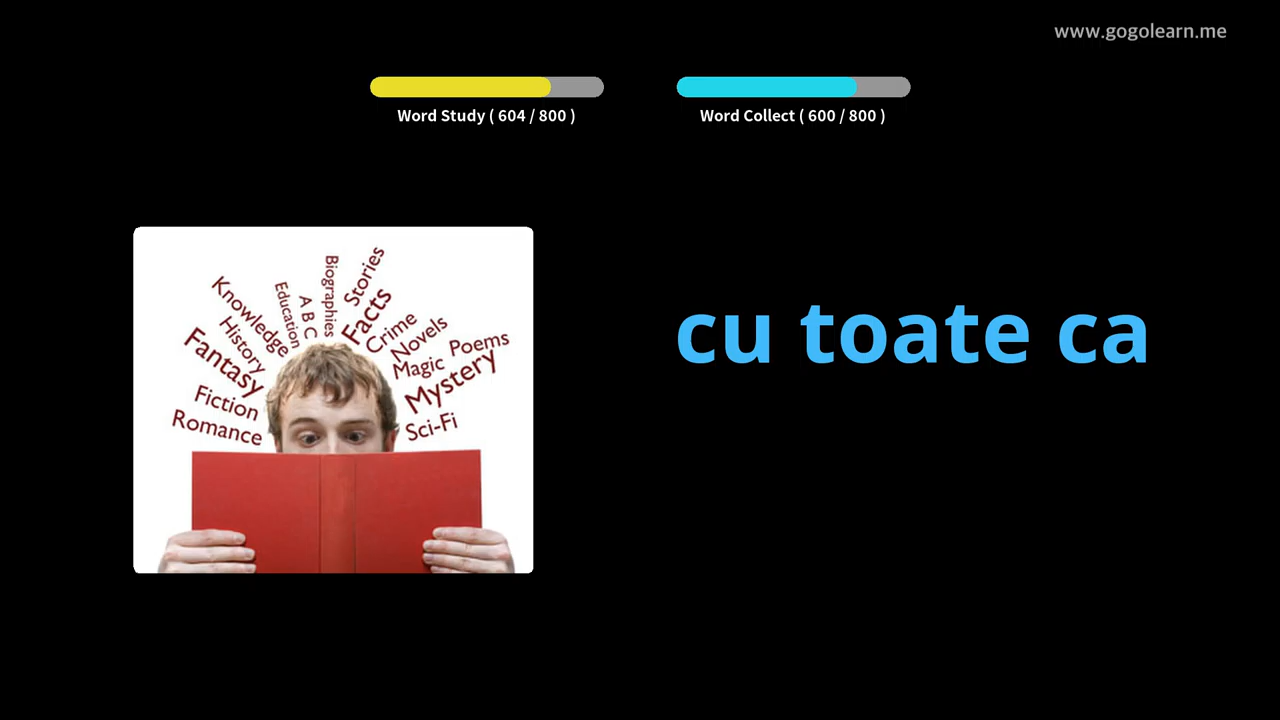 www.gogolearn.me
Word Study ( 604 / 800 )
Word Collect ( 600 / 800 )
cu toate ca
Knowledge
Education
A B C
Biographies
Stories
Facts
Crime
Novels
Poems
Magic
Mystery
Sci-Fi
History
Fantasy
Fiction
Romance